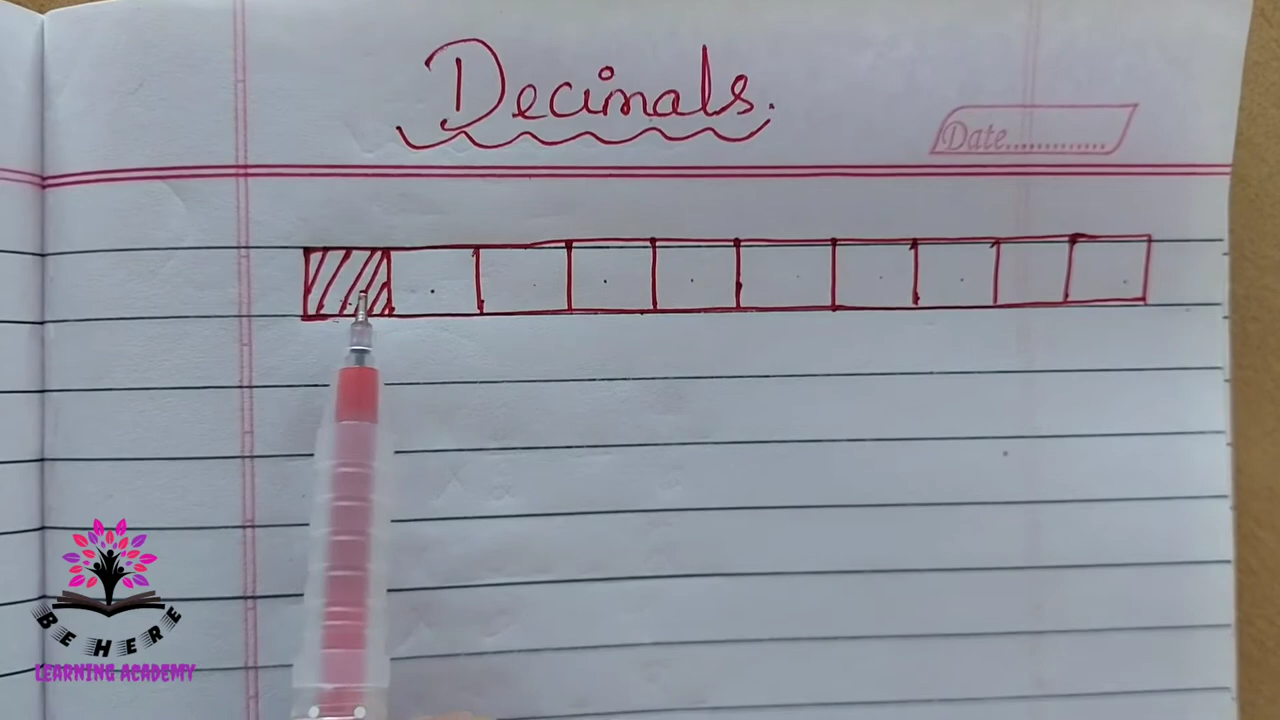 Decimals.
Date.............
BE HERE
LEARNING ACADEMY